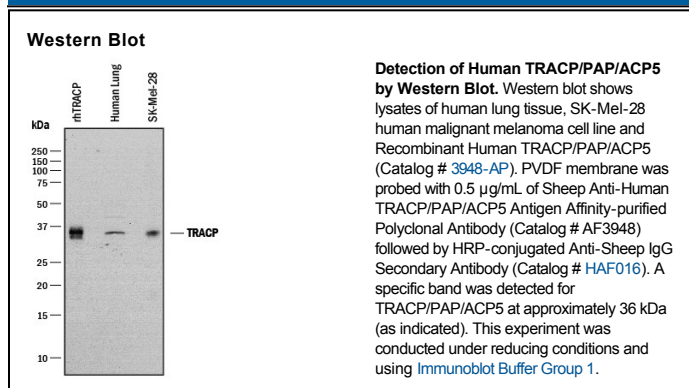 Western Blot
rhTRACP
Human Lung
SK-Mel-28
kDa
250
150
100
75
50
37
25
20
15
10
TRACP
Detection of Human TRACP/PAP/ACP5
by Western Blot. Western blot shows
lysates of human lung tissue, SK-Mel-28
human malignant melanoma cell line and
Recombinant Human TRACP/PAP/ACP5
(Catalog # 3948-AP). PVDF membrane was
probed with 0.5 µg/mL of Sheep Anti-Human
TRACP/PAP/ACP5 Antigen Affinity-purified
Polyclonal Antibody (Catalog # AF3948)
followed by HRP-conjugated Anti-Sheep IgG
Secondary Antibody (Catalog # HAF016). A
specific band was detected for
TRACP/PAP/ACP5 at approximately 36 kDa
(as indicated). This experiment was
conducted under reducing conditions and
using Immunoblot Buffer Group 1.